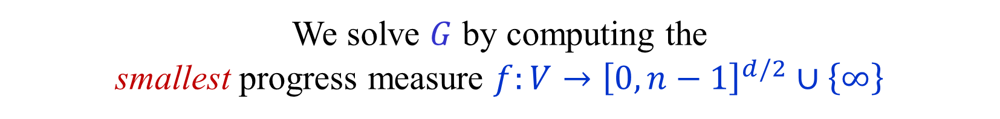 We solve G by computing the
smallest progress measure f: V → [0, n − 1]^{d/2} ∪ {∞}